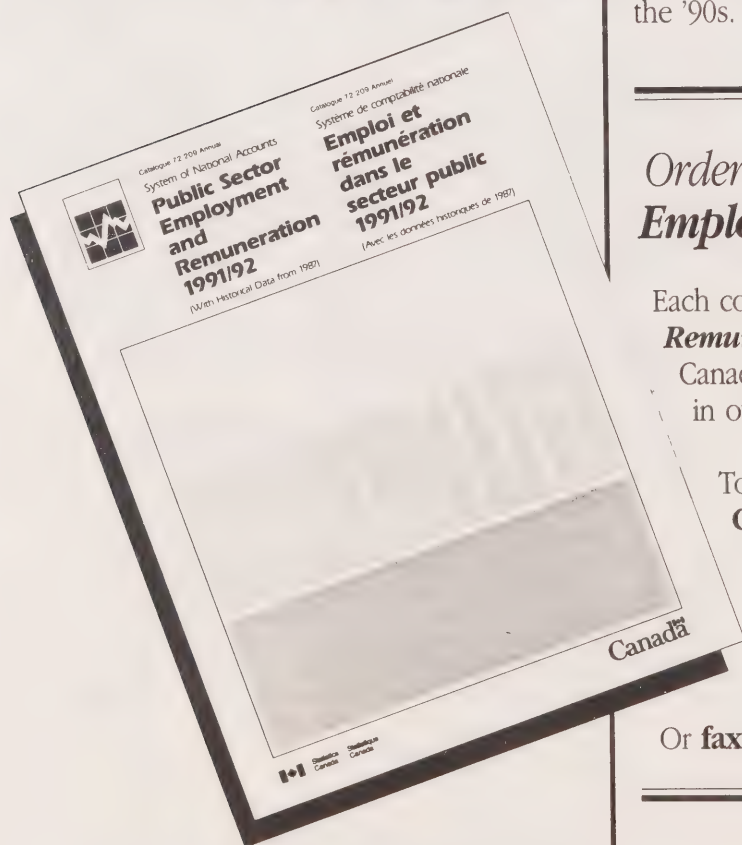 the '90s.
Catalogue 72 209 Annual
System of National Accounts
Public Sector
Employment
and
Remuneration
1991/92
(With Historical Data from 1987)
Catalogue 72 209 Annuel
Système de comptabilité nationale
Emploi et
rémunération
dans le
secteur public
1991/92
(Avec les données historiques de 1987)
Canada
Statistics Statistique
Canada Canada
Order
Each
Canad
in o
To
Or fax